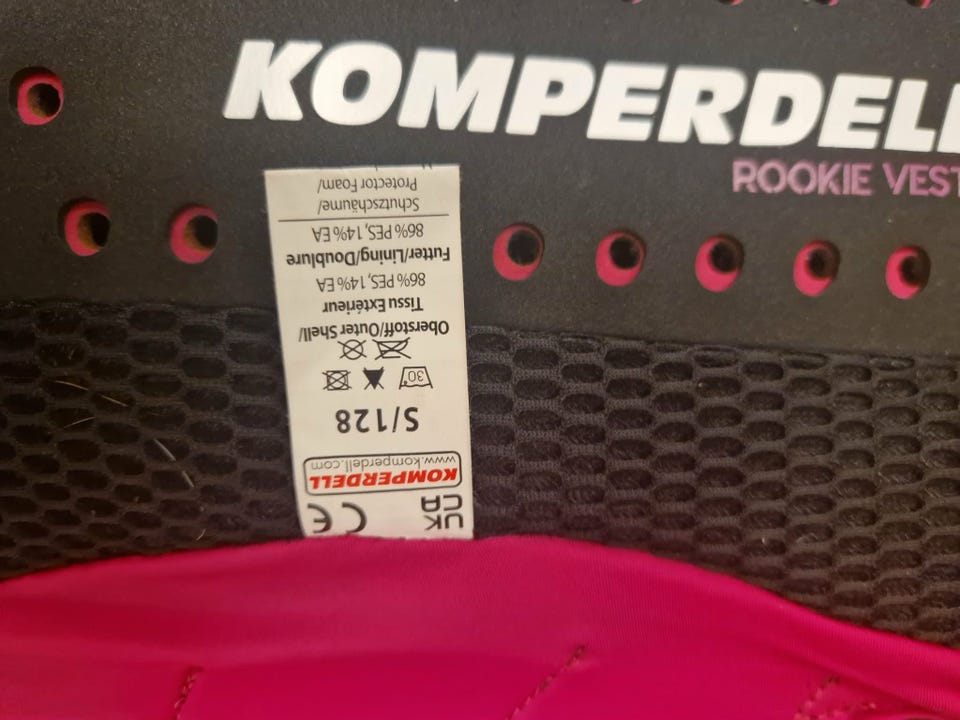 KOMPERDELL
ROOKIE VEST
UK
CA
CE
KOMPERDELL
www.komperdell.com
S/128
30°
Oberstoff/Outer Shell/
Tissu Extérieur
86% PES, 14% EA
Futter/Lining/Doublure
86% PES, 14% EA
Schutzschäume/
Protector Foam/